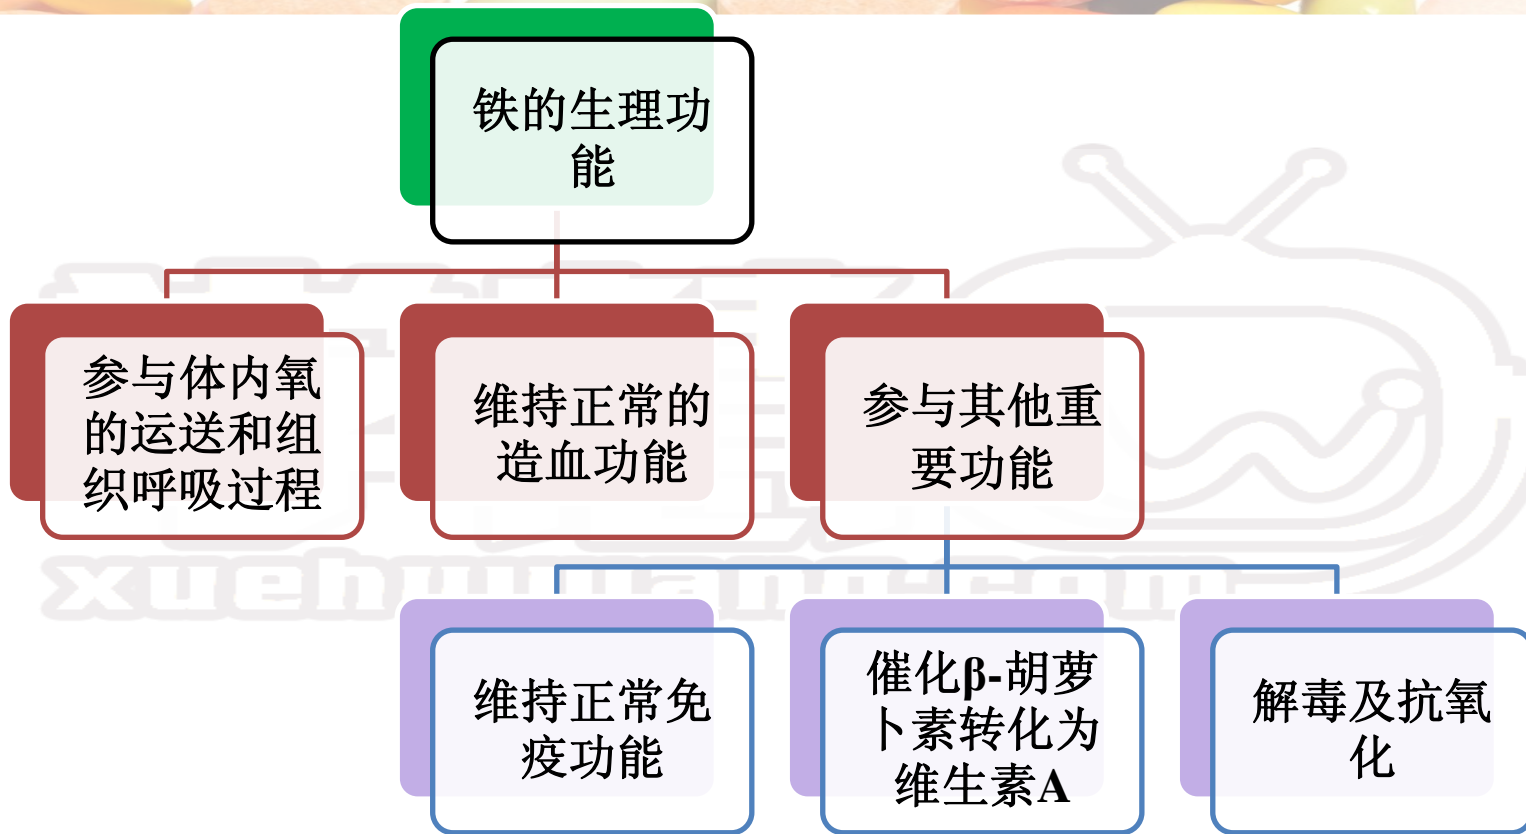 铁的生理功
能
参与体内氧
的运送和组
织呼吸过程
维持正常的
造血功能
参与其他重
要功能
维持正常免
疫功能
催化β-胡萝
卜素转化为
维生素A
解毒及抗氧
化